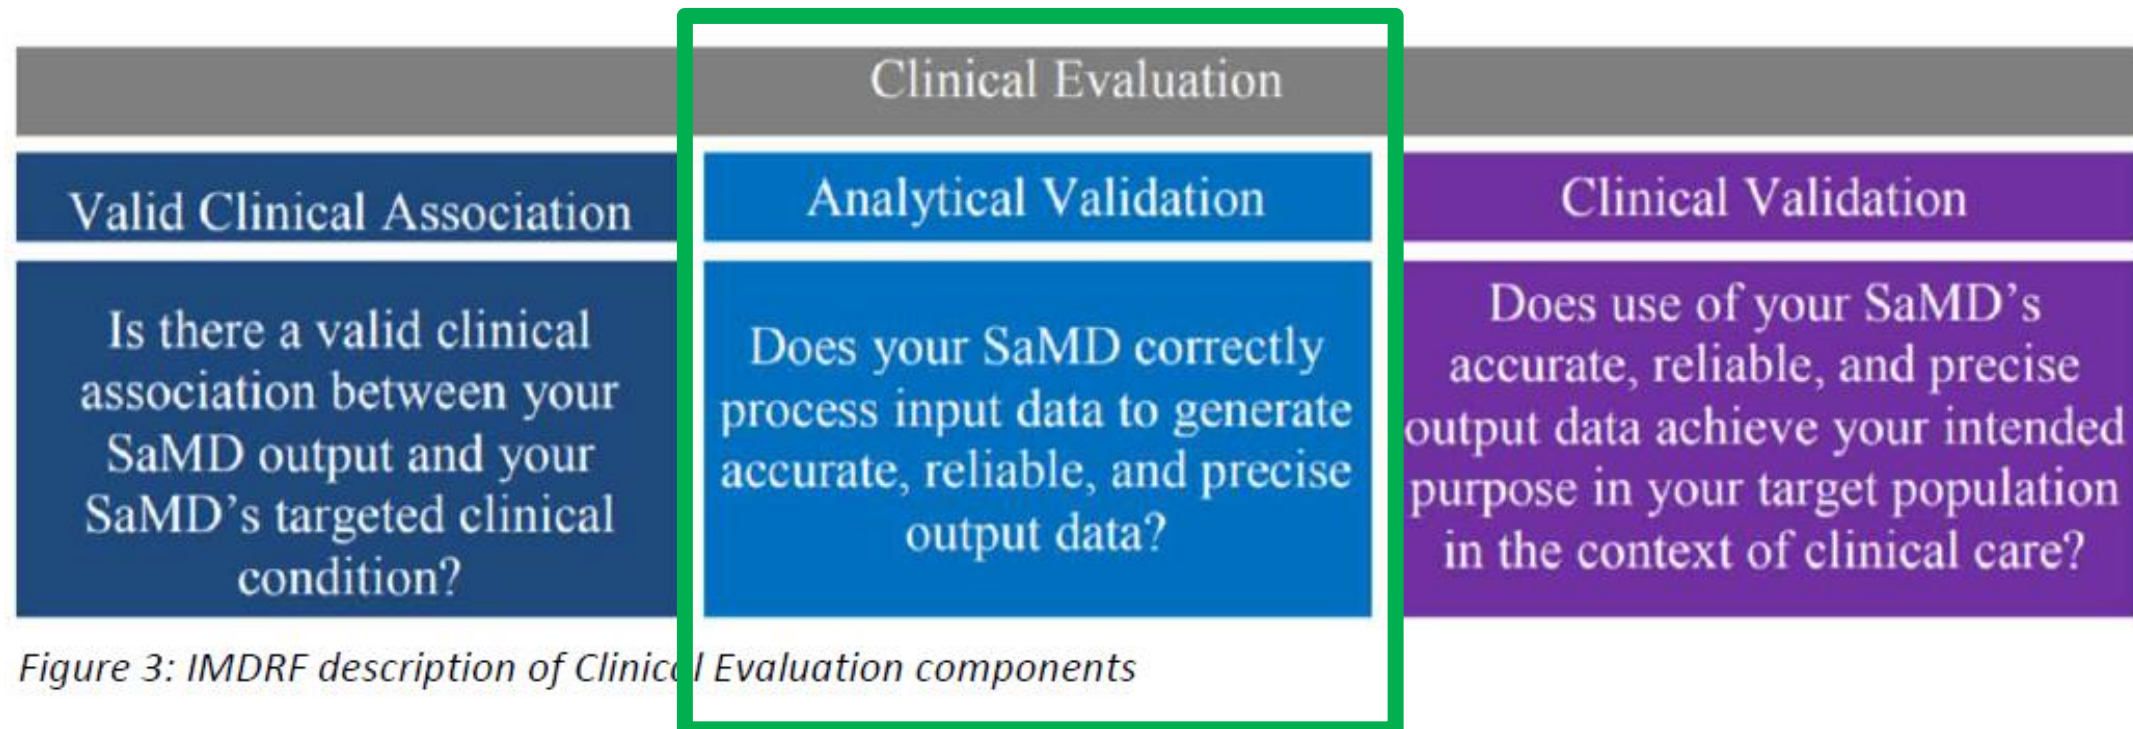 Clinical Evaluation
Valid Clinical Association
Is there a valid clinical
association between your
SaMD output and your
SaMD’s targeted clinical
condition?
Analytical Validation
Does your SaMD correctly
process input data to generate
accurate, reliable, and precise
output data?
Clinical Validation
Does use of your SaMD’s
accurate, reliable, and precise
output data achieve your intended
purpose in your target population
in the context of clinical care?
Figure 3: IMDRF description of Clinical Evaluation components